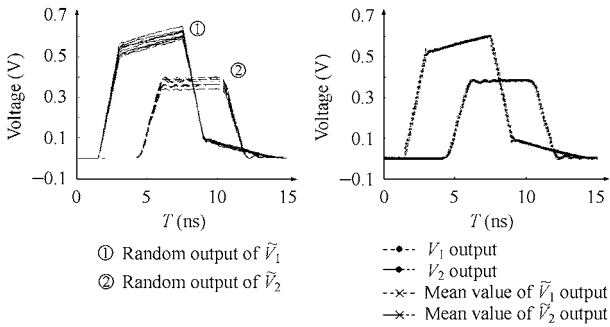 0.7
0.5
0.3
0.1
−0.1
Voltage (V)
0
5
10
15
T (ns)
①
②
① Random output of Ṽ₁
② Random output of Ṽ₂
0.7
0.5
0.3
0.1
−0.1
Voltage (V)
0
5
10
15
T (ns)
V₁ output
V₂ output
Mean value of Ṽ₁ output
Mean value of Ṽ₂ output